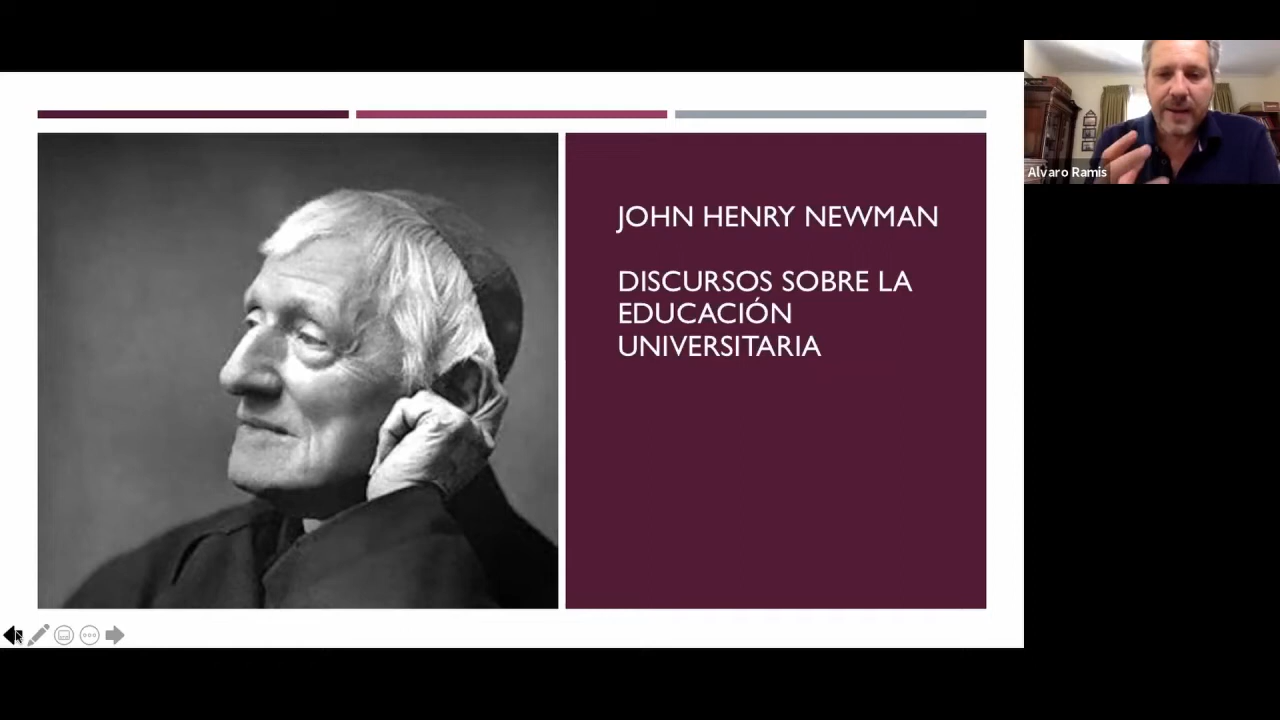 JOHN HENRY NEWMAN
DISCURSOS SOBRE LA
EDUCACIÓN
UNIVERSITARIA
Alvaro Ramis